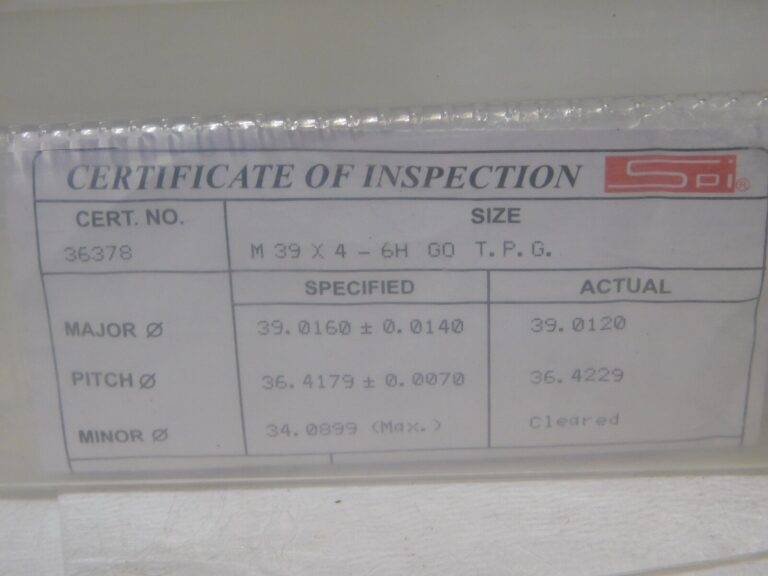 CERTIFICATE OF INSPECTION SPI®
CERT. NO. SIZE
36378 M 39 X 4 - 6H GO T.P.G.
SPECIFIED ACTUAL
MAJOR Ø 39.0160 ± 0.0140 39.0120
PITCH Ø 36.4179 ± 0.0070 36.4229
MINOR Ø 34.0899 (Max.) Cleared